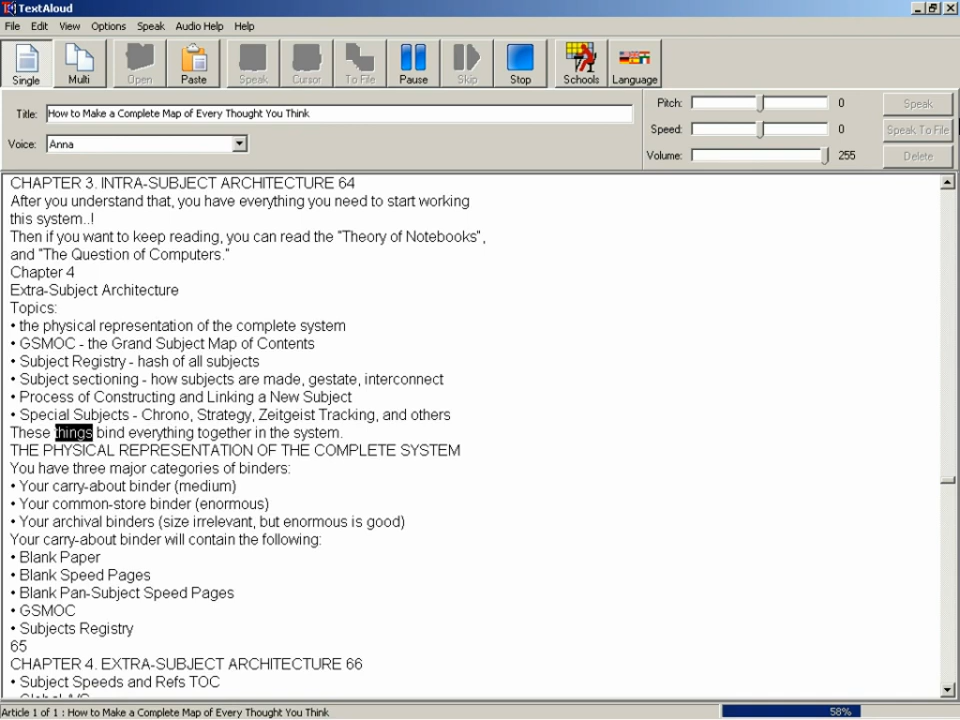 TextAloud
File Edit View Options Speak Audio Help Help
Single Multi Open Paste Speak Cursor To File Pause Skip Stop Schools Language
Title: How to Make a Complete Map of Every Thought You Think
Voice: Anna
Pitch: 0 Speak
Speed: 0 Speak To File
Volume: 255 Delete
CHAPTER 3. INTRA-SUBJECT ARCHITECTURE 64
After you understand that, you have everything you need to start working
this system..!
Then if you want to keep reading, you can read the "Theory of Notebooks",
and "The Question of Computers."
Chapter 4
Extra-Subject Architecture
Topics:
• the physical representation of the complete system
• GSMOC - the Grand Subject Map of Contents
• Subject Registry - hash of all subjects
• Subject sectioning - how subjects are made, gestate, interconnect
• Process of Constructing and Linking a New Subject
• Special Subjects - Chrono, Strategy, Zeitgeist Tracking, and others
These things bind everything together in the system.
THE PHYSICAL REPRESENTATION OF THE COMPLETE SYSTEM
You have three major categories of binders:
• Your carry-about binder (medium)
• Your common-store binder (enormous)
• Your archival binders (size irrelevant, but enormous is good)
Your carry-about binder will contain the following:
• Blank Paper
• Blank Speed Pages
• Blank Pan-Subject Speed Pages
• GSMOC
• Subjects Registry
65
CHAPTER 4. EXTRA-SUBJECT ARCHITECTURE 66
• Subject Speeds and Refs TOC
Article 1 of 1 : How to Make a Complete Map of Every Thought You Think 58%